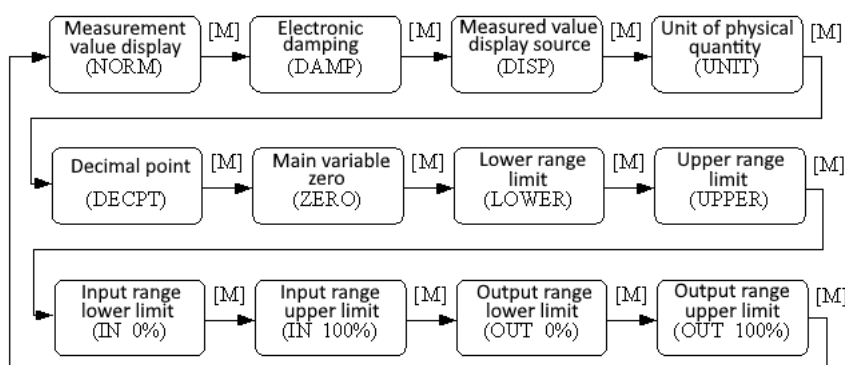 Measurement
value display
(NORM)
[M]
Electronic
damping
(DAMP)
[M]
Measured value
display source
(DISP)
[M]
Unit of physical
quantity
(UNIT)
[M]
Decimal point
(DECPT)
[M]
Main variable
zero
(ZERO)
[M]
Lower range
limit
(LOWER)
[M]
Upper range
limit
(UPPER)
[M]
Input range
lower limit
(IN 0%)
[M]
Input range
upper limit
(IN 100%)
[M]
Output range
lower limit
(OUT 0%)
[M]
Output range
upper limit
(OUT 100%)
[M]